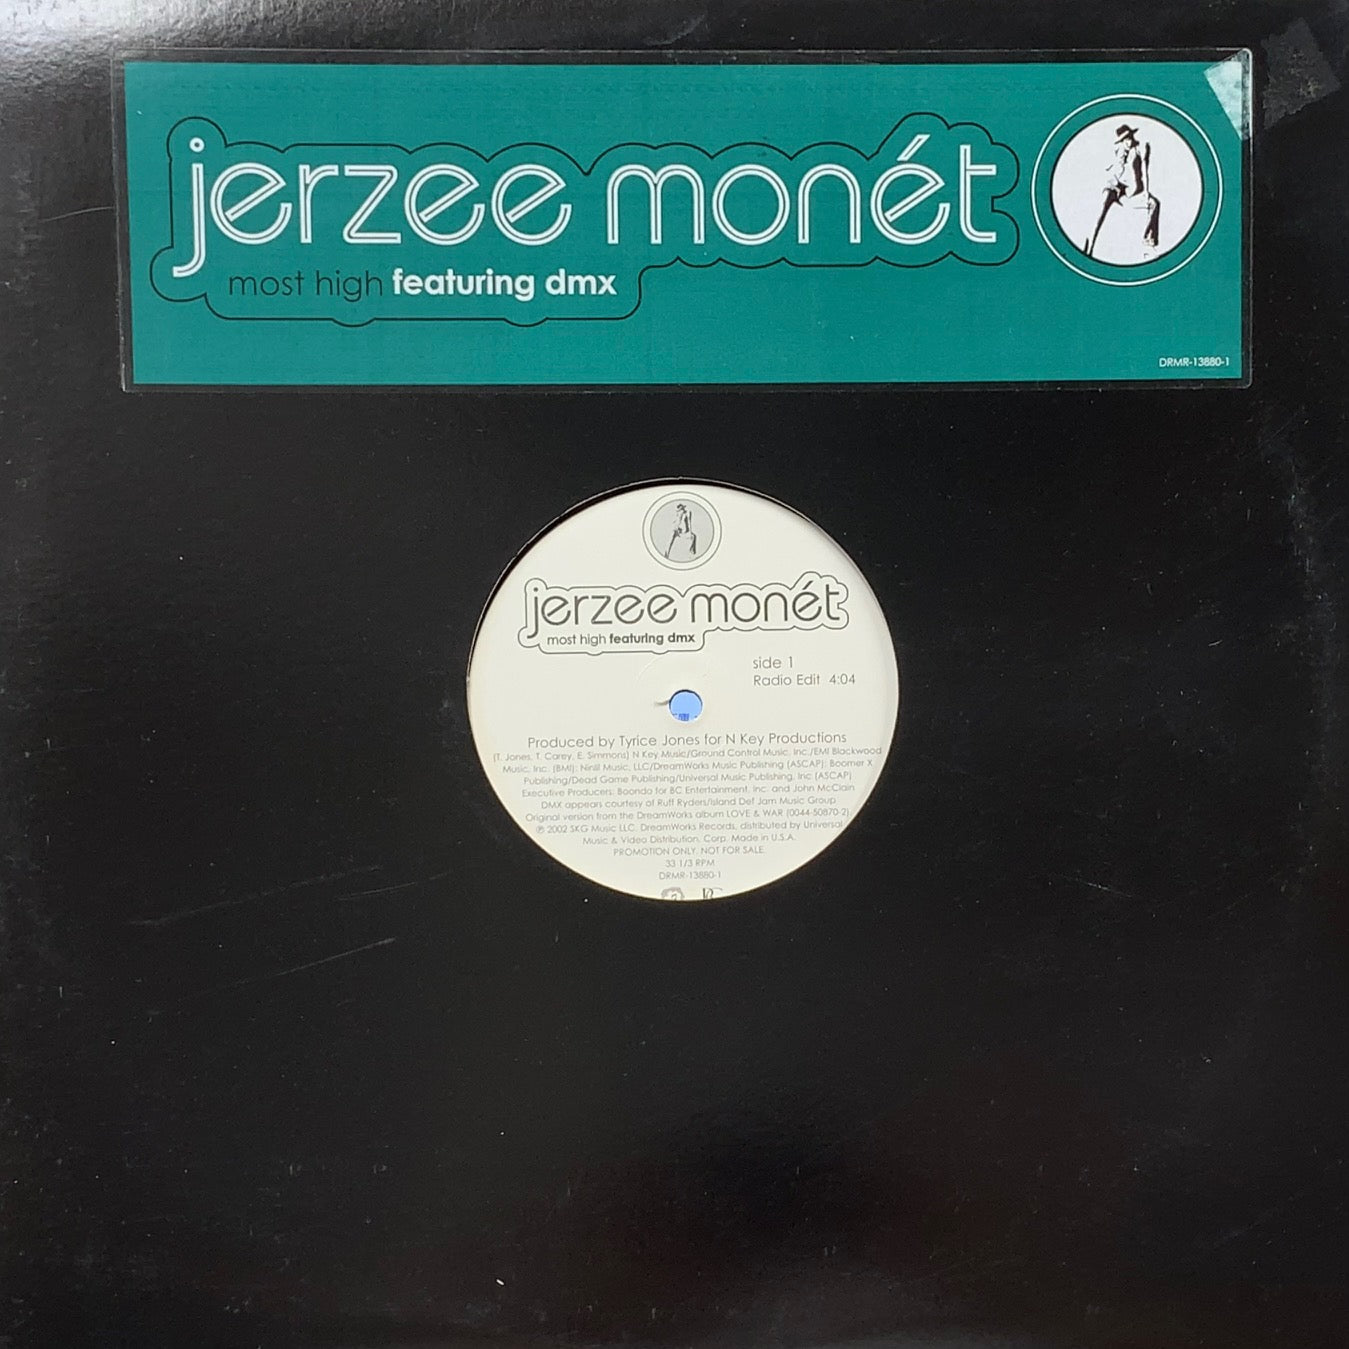 jerzee monét
most high featuring dmx
DRMR-13880-1
jerzee monét
most high featuring dmx
side 1
Radio Edit 4:04
Produced by Tyrice Jones for N Key Productions
(T. Jones, T. Carey, E. Simmons) N Key Music/Ground Control Music, Inc./EMI Blackwood
Music, Inc. (BMI); Ninlil Music, LLC/DreamWorks Music Publishing (ASCAP); Boomer X
Publishing/Dead Game Publishing/Universal Music Publishing, Inc (ASCAP)
Executive Producers: Boondo for BC Entertainment, Inc. and John McClain
DMX appears courtesy of Ruff Ryders/Island Def Jam Music Group
Original version from the DreamWorks album LOVE & WAR (0044-50870-2)
℗ 2002 SKG Music LLC. DreamWorks Records, distributed by Universal
Music & Video Distribution, Corp. Made in U.S.A.
PROMOTION ONLY. NOT FOR SALE.
33 1/3 RPM
DRMR-13880-1